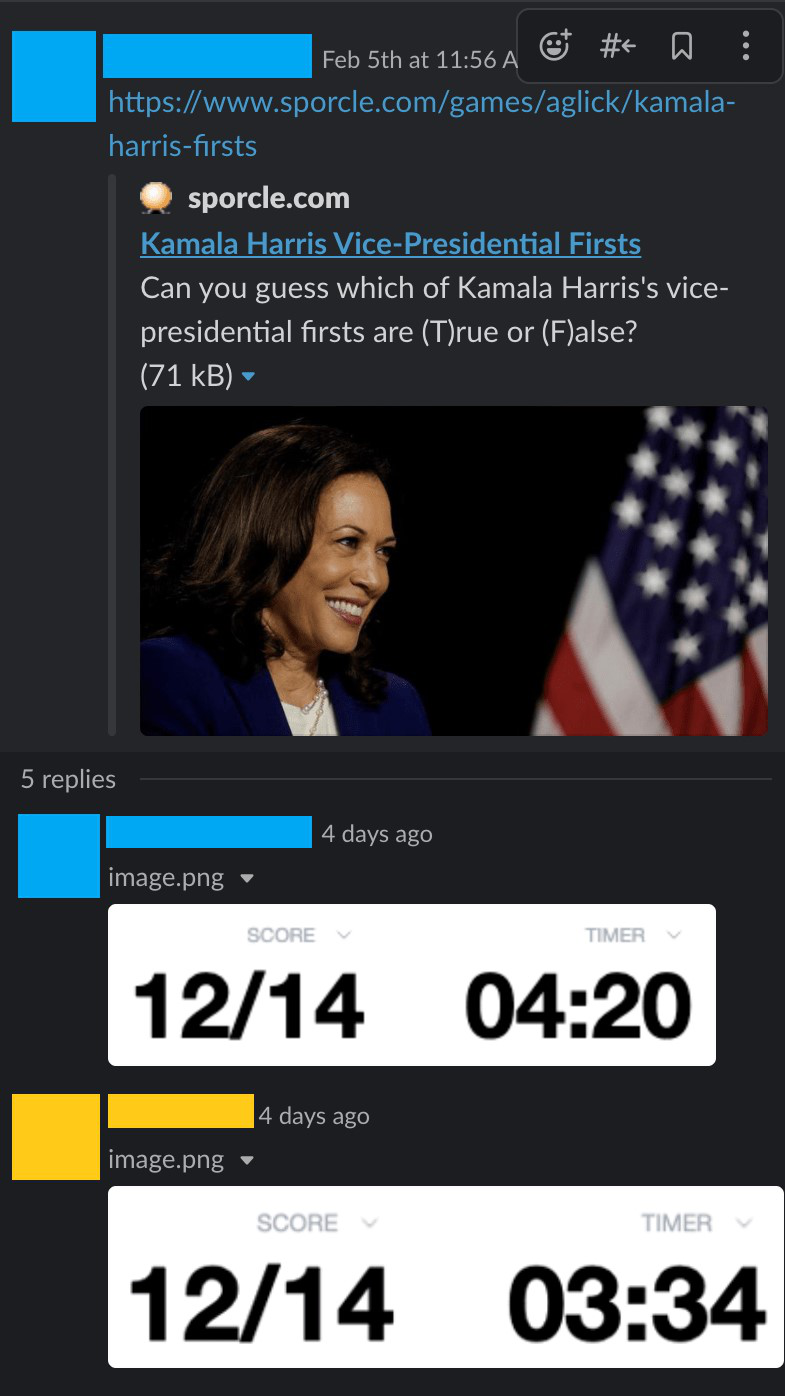 Feb 5th at 11:56 A
https://www.sporcle.com/games/aglick/kamala-
harris-firsts
sporcle.com
Kamala Harris Vice-Presidential Firsts
Can you guess which of Kamala Harris's vice-
presidential firsts are (T)rue or (F)alse?
(71 kB)
5 replies
4 days ago
image.png
SCORE TIMER
12/14 04:20
4 days ago
image.png
SCORE TIMER
12/14 03:34